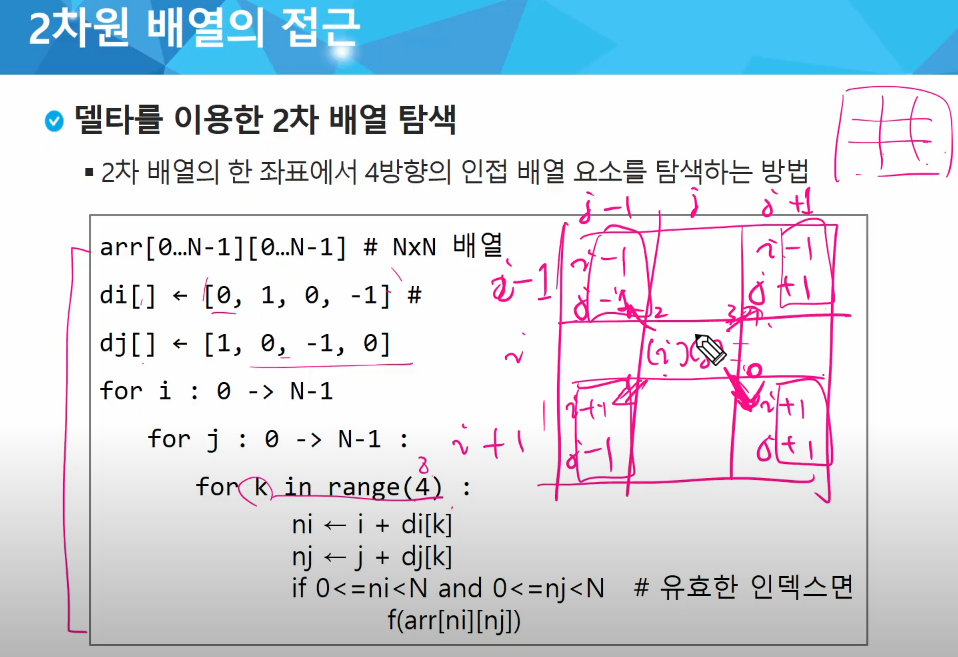 2차원 배열의 접근
델타를 이용한 2차 배열 탐색
▪ 2차 배열의 한 좌표에서 4방향의 인접 배열 요소를 탐색하는 방법
arr[0…N-1][0…N-1] # NxN 배열
di[] ← [0, 1, 0, -1] #
dj[] ← [1, 0, -1, 0]
for i : 0 -> N-1
for j : 0 -> N-1 :
for k in range(4) :
8
ni ← i + di[k]
nj ← j + dj[k]
if 0<=ni<N and 0<=nj<N # 유효한 인덱스면
f(arr[ni][nj])
j-1 j j+1
i-1
i-1
j-1
i-1
j+1
2 3
i
(i)(j)
0
i+1
i+1
j-1
i+1
j+1